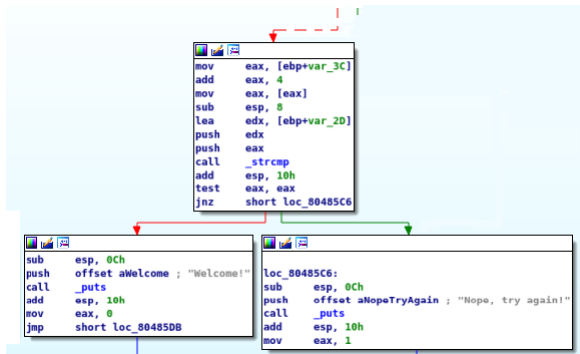 mov eax, [ebp+var_3C]
add eax, 4
mov eax, [eax]
sub esp, 8
lea edx, [ebp+var_2D]
push edx
push eax
call _strcmp
add esp, 10h
test eax, eax
jnz short loc_80485C6
sub esp, 0Ch
push offset aWelcome ; "Welcome!"
call _puts
add esp, 10h
mov eax, 0
jmp short loc_80485DB
loc_80485C6:
sub esp, 0Ch
push offset aNopeTryAgain ; "Nope, try again!"
call _puts
add esp, 10h
mov eax, 1